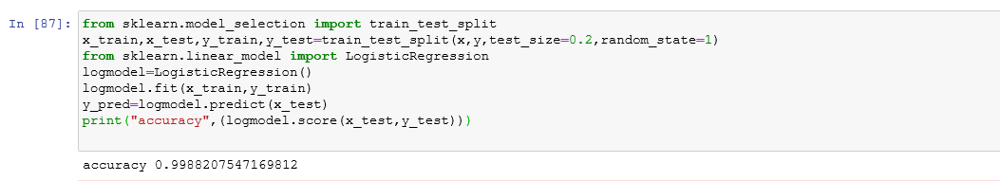 In [87]: from sklearn.model_selection import train_test_split
x_train,x_test,y_train,y_test=train_test_split(x,y,test_size=0.2,random_state=1)
from sklearn.linear_model import LogisticRegression
logmodel=LogisticRegression()
logmodel.fit(x_train,y_train)
y_pred=logmodel.predict(x_test)
print("accuracy",(logmodel.score(x_test,y_test)))
accuracy 0.9988207547169812